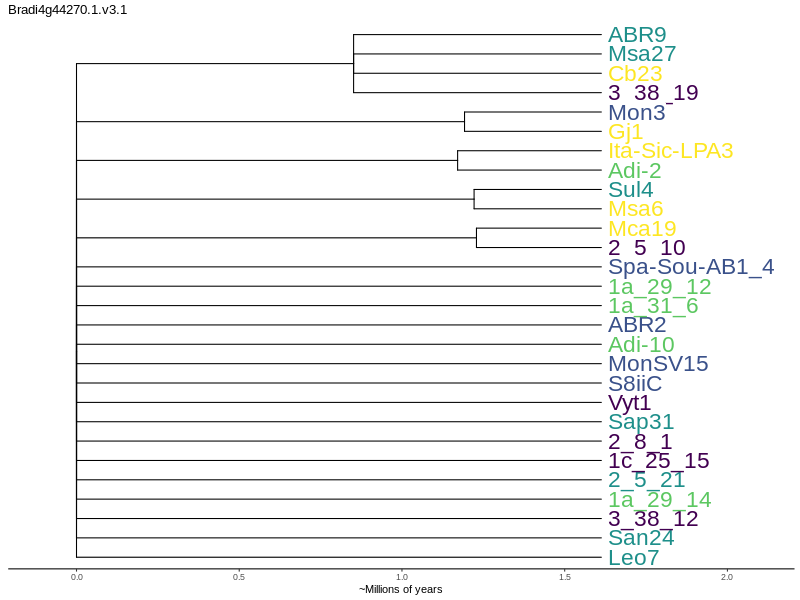 Bradi4g44270.1.v3.1
ABR9
Msa27
Cb23
3_38_19
Mon3
Gj1
Ita-Sic-LPA3
Adi-2
Sul4
Msa6
Mca19
2_5_10
Spa-Sou-AB1_4
1a_29_12
1a_31_6
ABR2
Adi-10
MonSV15
S8iiC
Vyt1
Sap31
2_8_1
1c_25_15
2_5_21
1a_29_14
3_38_12
San24
Leo7
0.0 0.5 1.0 1.5 2.0
~Millions of years